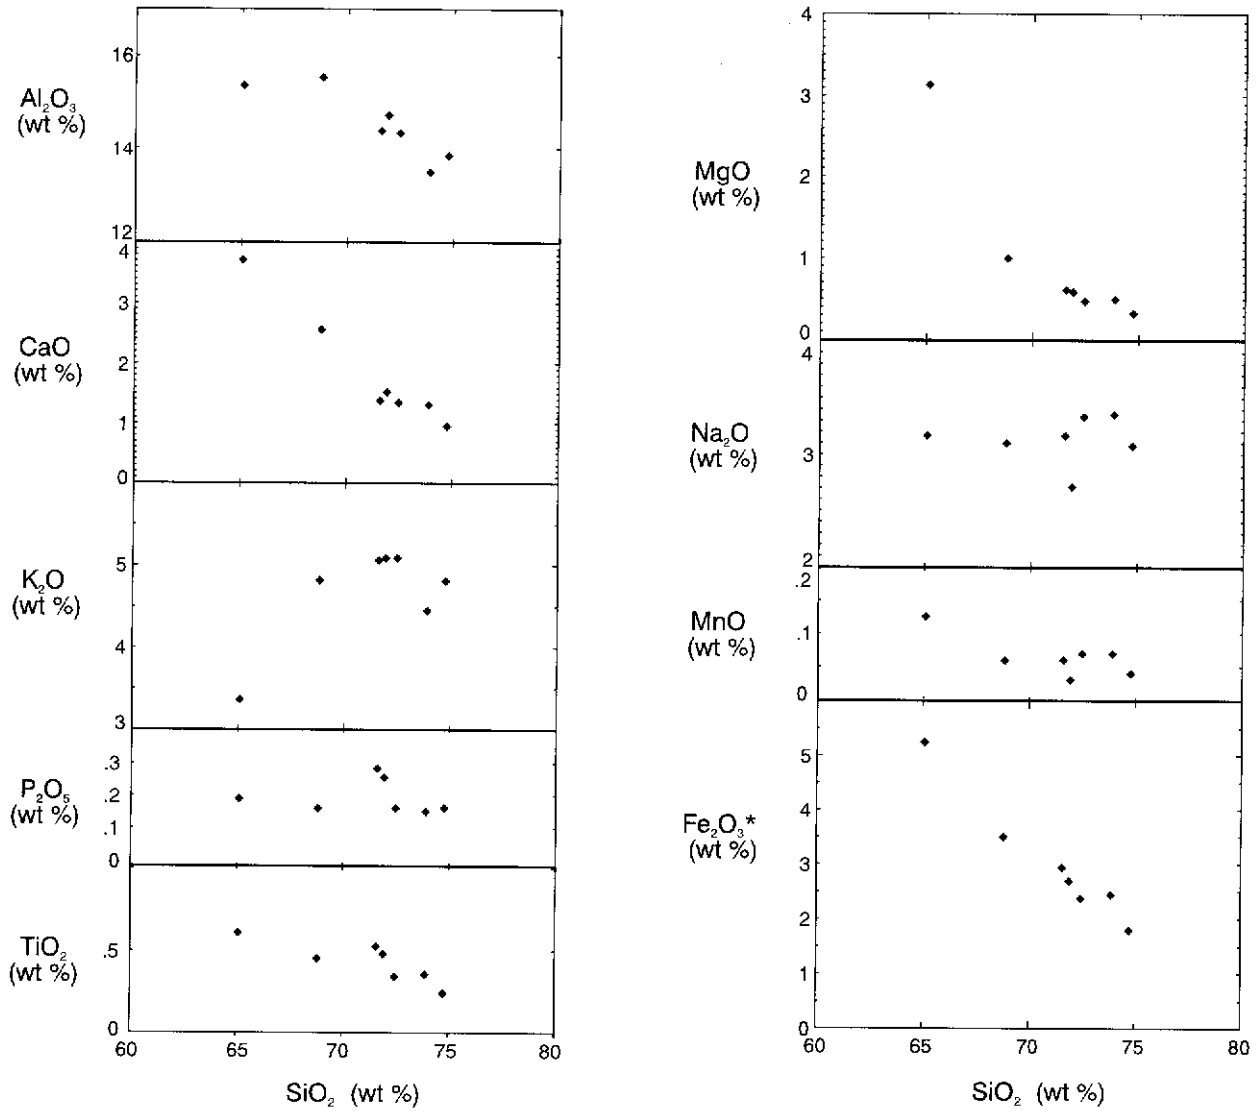 16
Al₂O₃
(wt %)
14
12
4
3
CaO
(wt %)
2
1
0
5
K₂O
(wt %)
4
3
.3
P₂O₅
(wt %)
.2
.1
0
TiO₂
(wt %)
.5
0
60 65 70 75 80
SiO₂ (wt %)
4
3
MgO
(wt %)
2
1
0
4
Na₂O
(wt %)
3
2
.2
MnO
(wt %)
.1
0
5
4
Fe₂O₃*
(wt %)
3
2
1
0
60 65 70 75 80
SiO₂ (wt %)